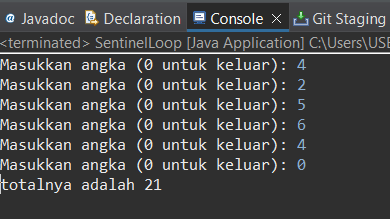 Javadoc Declaration Console Git Staging
<terminated> SentinelLoop [Java Application] C:\Users\USE
Masukkan angka (0 untuk keluar): 4
Masukkan angka (0 untuk keluar): 2
Masukkan angka (0 untuk keluar): 5
Masukkan angka (0 untuk keluar): 6
Masukkan angka (0 untuk keluar): 4
Masukkan angka (0 untuk keluar): 0
totalnya adalah 21